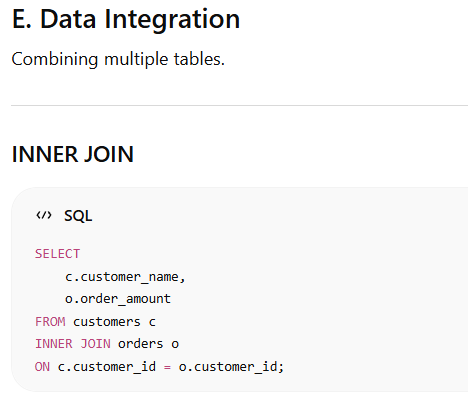 E. Data Integration
Combining multiple tables.
INNER JOIN
</> SQL
SELECT
    c.customer_name,
    o.order_amount
FROM customers c
INNER JOIN orders o
ON c.customer_id = o.customer_id;